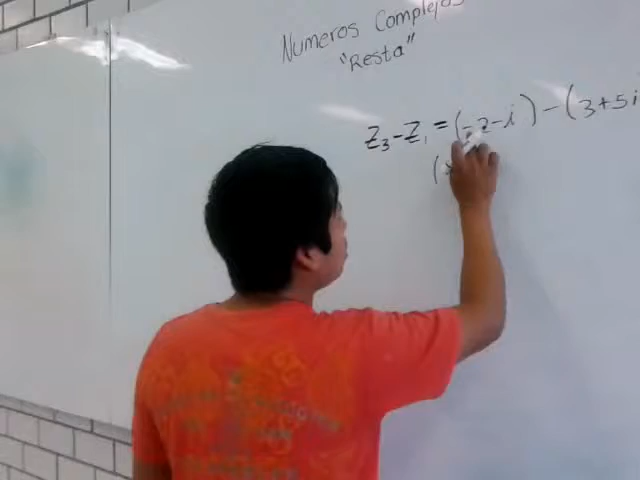 Numeros Complejos
"Resta"
Z₃-Z₁=(-2-i)-(3+5i
(